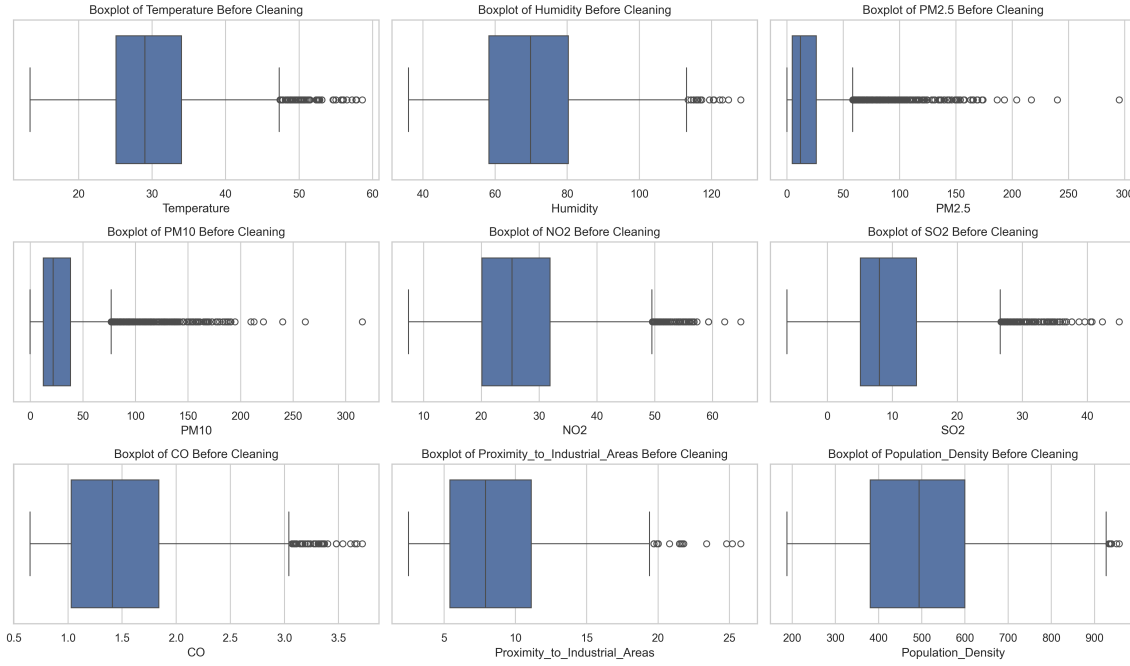 Boxplot of Temperature Before Cleaning
20 30 40 50 60
Temperature
Boxplot of Humidity Before Cleaning
40 60 80 100 120
Humidity
Boxplot of PM2.5 Before Cleaning
0 50 100 150 200 250 300
PM2.5
Boxplot of PM10 Before Cleaning
0 50 100 150 200 250 300
PM10
Boxplot of NO2 Before Cleaning
10 20 30 40 50 60
NO2
Boxplot of SO2 Before Cleaning
0 10 20 30 40
SO2
Boxplot of CO Before Cleaning
0.5 1.0 1.5 2.0 2.5 3.0 3.5
CO
Boxplot of Proximity_to_Industrial_Areas Before Cleaning
5 10 15 20 25
Proximity_to_Industrial_Areas
Boxplot of Population_Density Before Cleaning
200 300 400 500 600 700 800 900
Population_Density